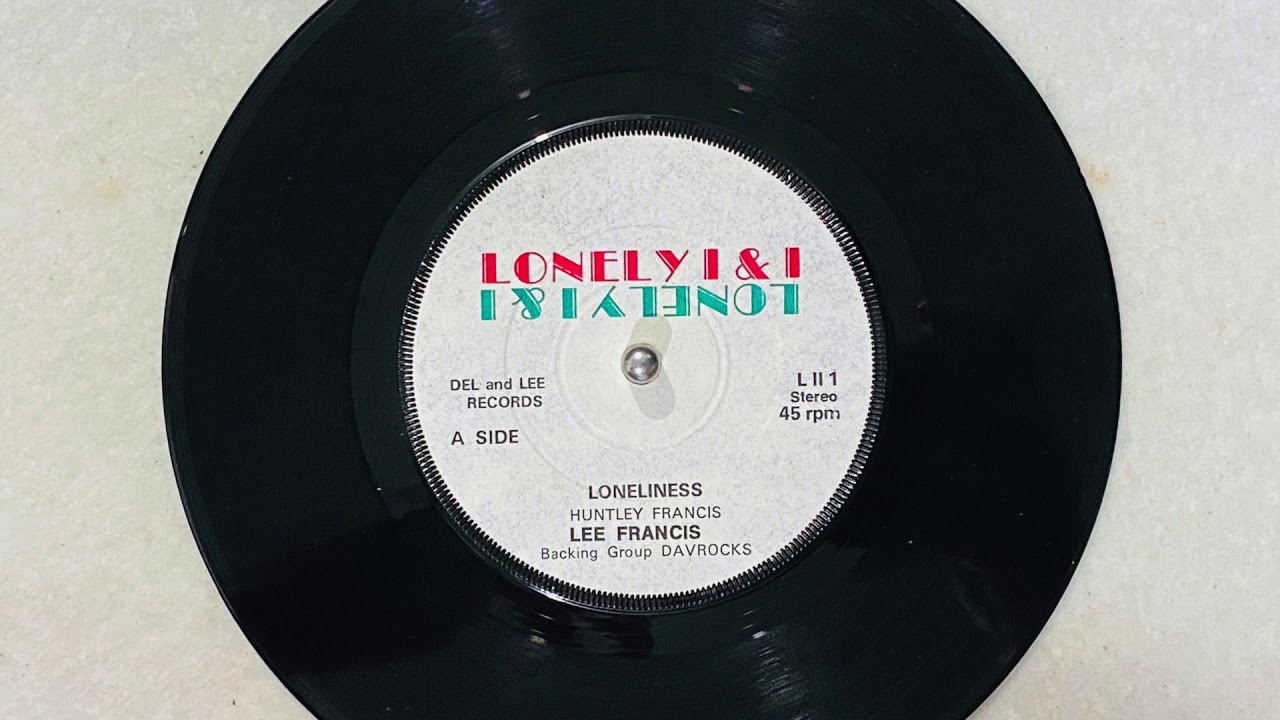 LONELY I & I
LONELY I & I
DEL and LEE
RECORDS
A SIDE
L II 1
Stereo
45 rpm
LONELINESS
HUNTLEY FRANCIS
LEE FRANCIS
Backing Group DAVROCKS